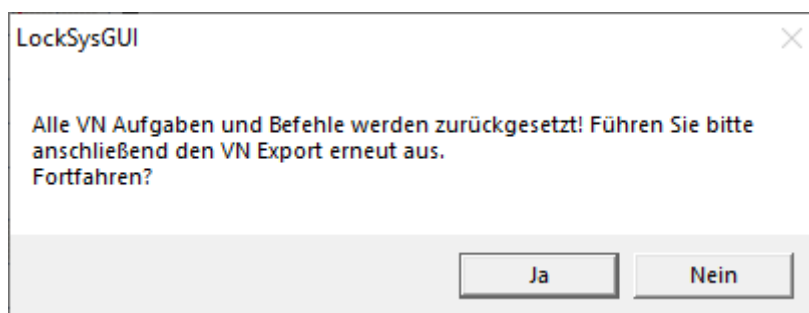 LockSysGUI
Alle VN Aufgaben und Befehle werden zurückgesetzt! Führen Sie bitte
anschließend den VN Export erneut aus.
Fortfahren?
Ja
Nein